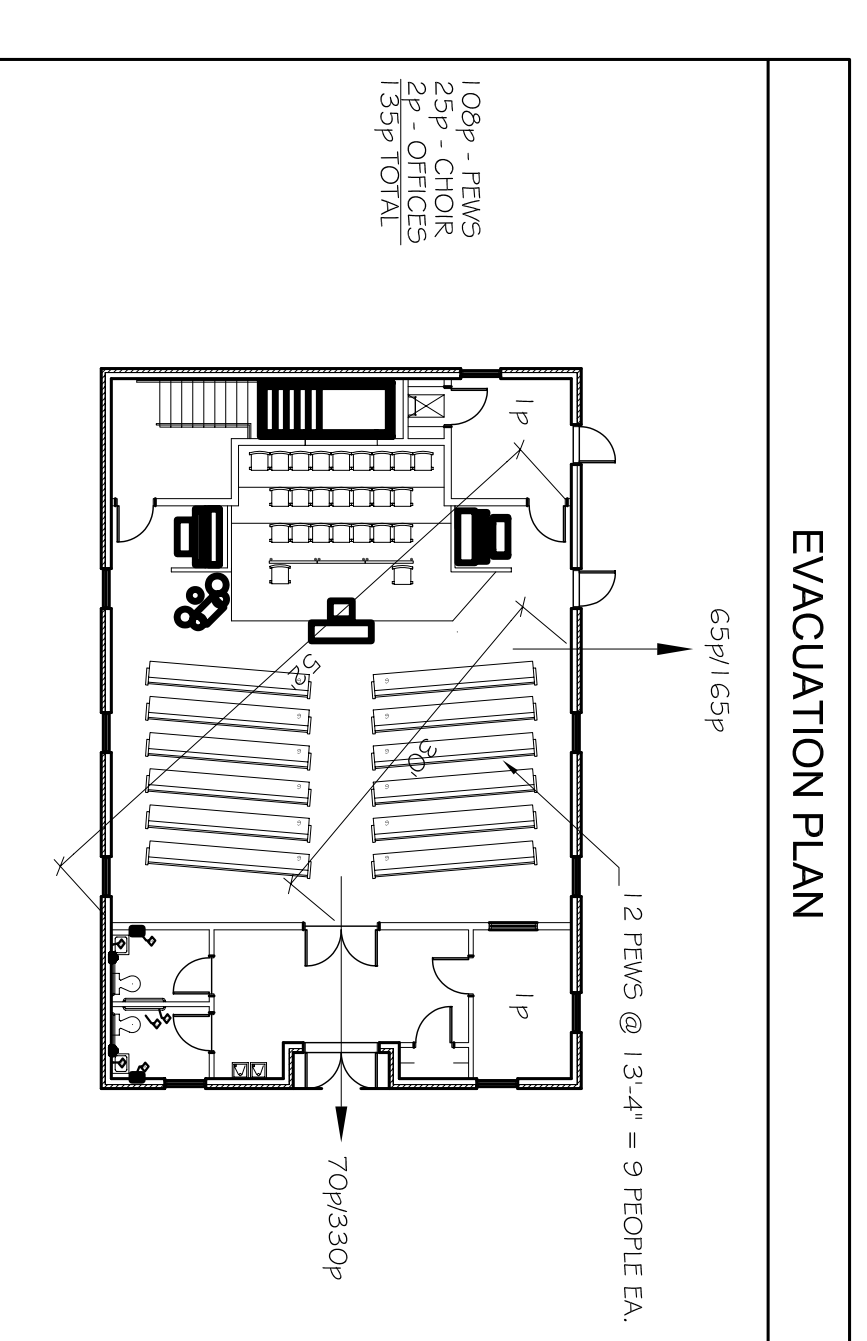 EVACUATION PLAN
108p - PEWS
25p - CHOIR
2p - OFFICES
135p TOTAL
65p/165p
1p
52'
30'
12 PEWS @ 13'-4" = 9 PEOPLE EA.
1p
70p/330p